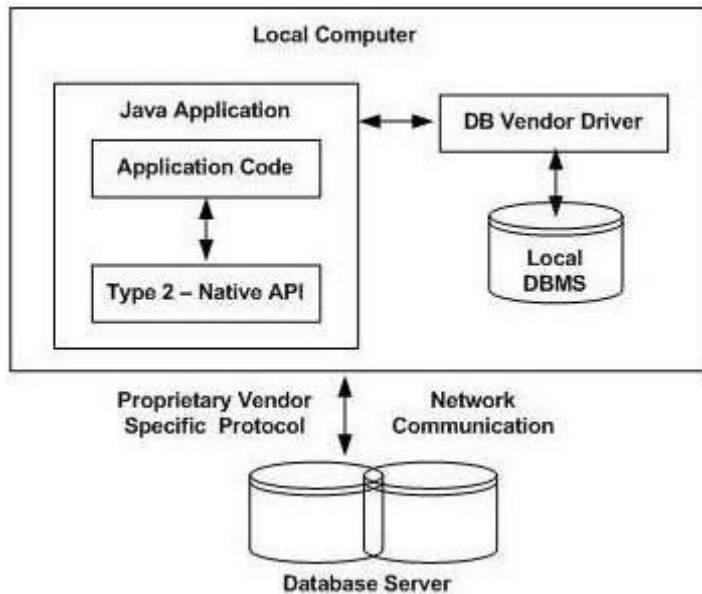 Local Computer
Java Application
DB Vendor Driver
Application Code
Local
DBMS
Type 2 – Native API
Proprietary Vendor
Specific Protocol
Network
Communication
Database Server